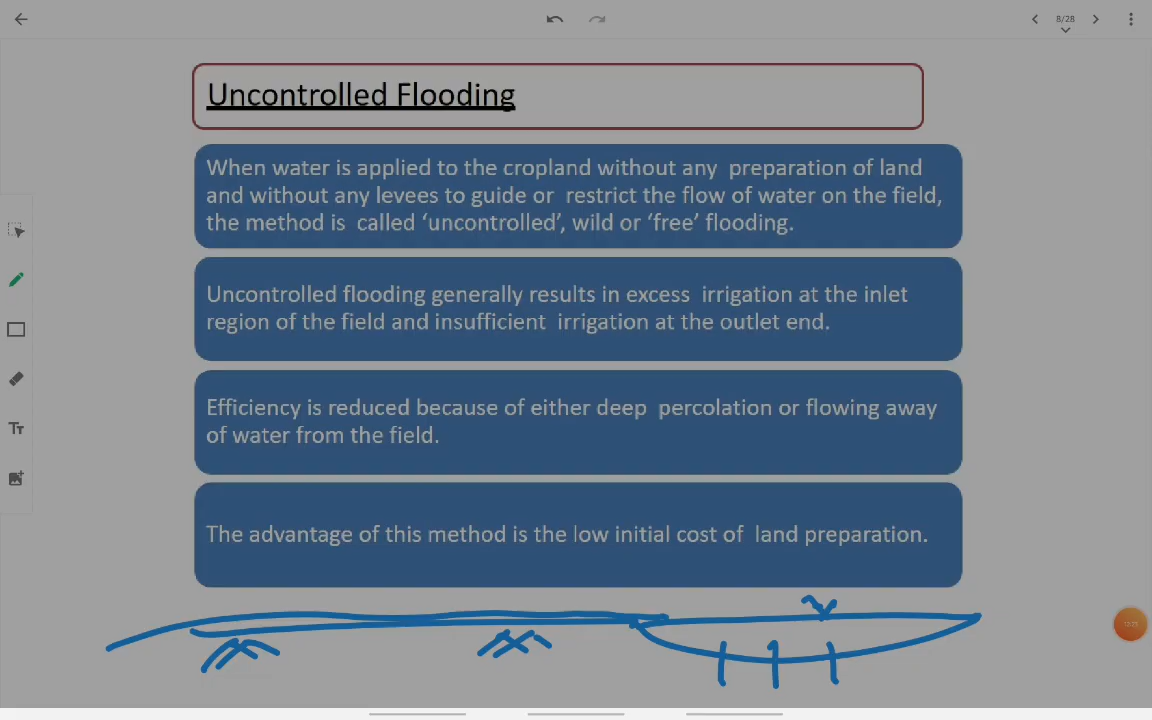 8/28
Uncontrolled Flooding
When water is applied to the cropland without any preparation of land
and without any levees to guide or restrict the flow of water on the field,
the method is called ‘uncontrolled’, wild or ‘free’ flooding.
Uncontrolled flooding generally results in excess irrigation at the inlet
region of the field and insufficient irrigation at the outlet end.
Efficiency is reduced because of either deep percolation or flowing away
of water from the field.
The advantage of this method is the low initial cost of land preparation.
Tт